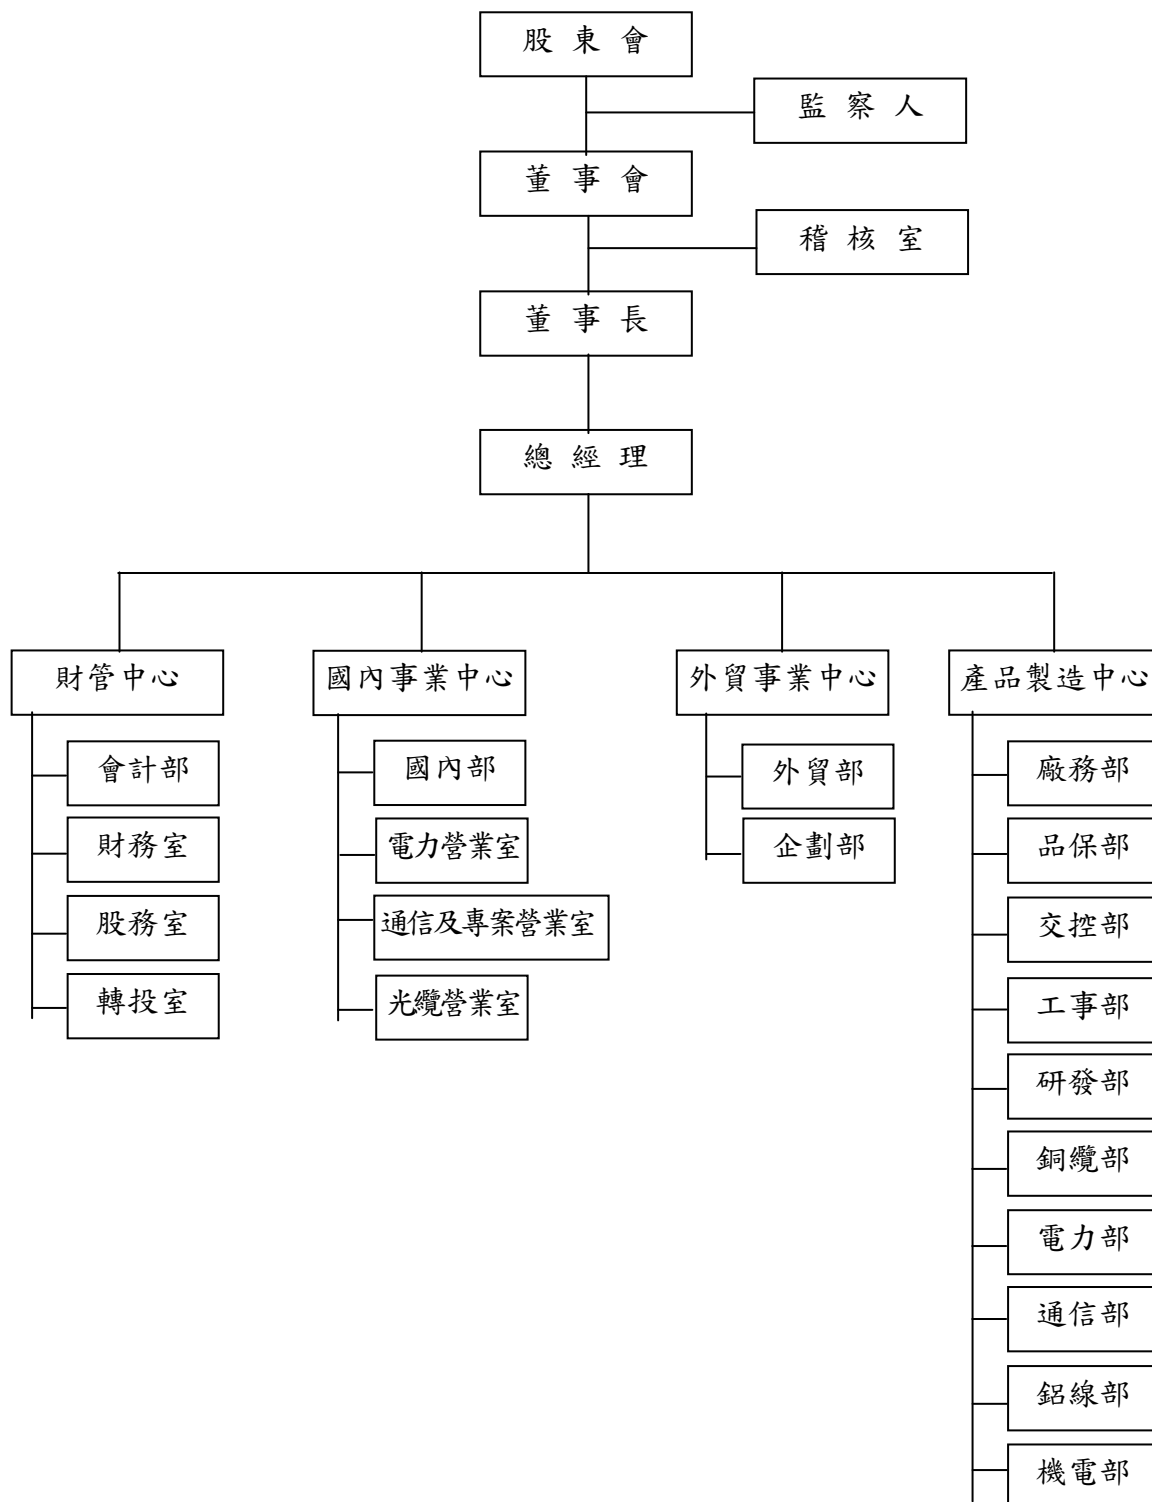 股東會
監察人
董事會
稽核室
董事長
總經理
財管中心
會計部
財務室
股務室
轉投室
國內事業中心
國內部
電力營業室
通信及專案營業室
光纜營業室
外貿事業中心
外貿部
企劃部
產品製造中心
廠務部
品保部
交控部
工事部
研發部
銅纜部
電力部
通信部
鋁線部
機電部